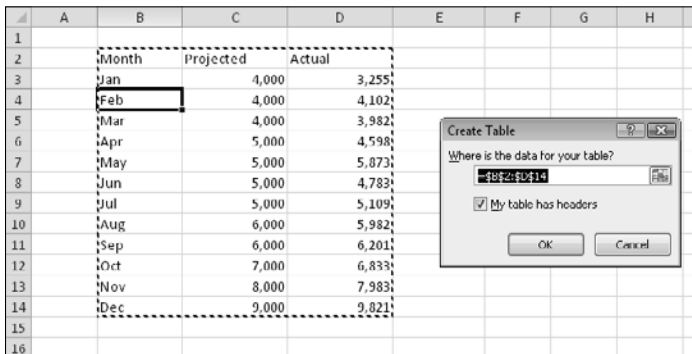 A B C D E F G H
1
2 Month Projected Actual
3 Jan 4,000 3,255
4 Feb 4,000 4,102
5 Mar 4,000 3,982
6 Apr 5,000 4,598
7 May 5,000 5,873
8 Jun 5,000 4,783
9 Jul 5,000 5,109
10 Aug 6,000 5,982
11 Sep 6,000 6,201
12 Oct 7,000 6,833
13 Nov 8,000 7,983
14 Dec 9,000 9,821
15
16
Create Table
Where is the data for your table?
=$B$2:$D$14
My table has headers
OK Cancel